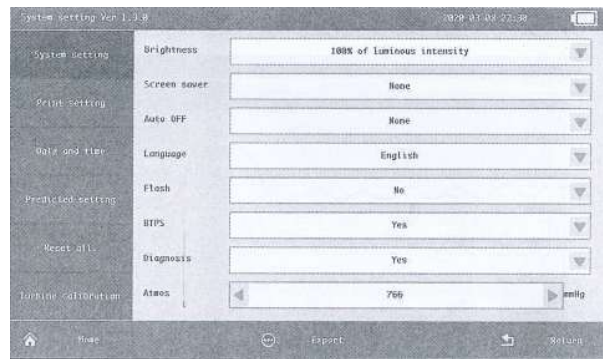 System setting Ver 1.3.0
2020-03-03 22:30
System setting
Print setting
Date and time
Predicted setting
Reset all
Turbine calibration
Brightness 100% of luminous intensity
Screen saver None
Auto OFF None
Language English
Flash No
BTPS Yes
Diagnosis Yes
Atmos 766 mmHg
Home
Export
Return